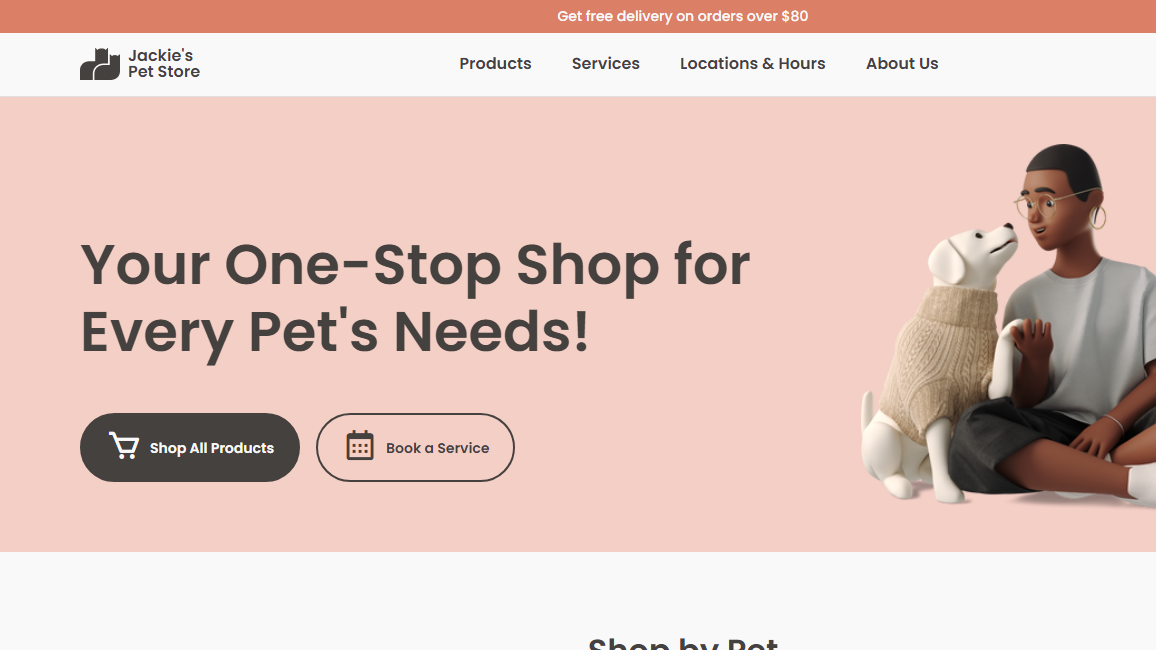 Get free delivery on orders over $80
Jackie's
Pet Store
Products
Services
Locations & Hours
About Us
Your One-Stop Shop for
Every Pet's Needs!
Shop All Products
Book a Service
Shop by Pet